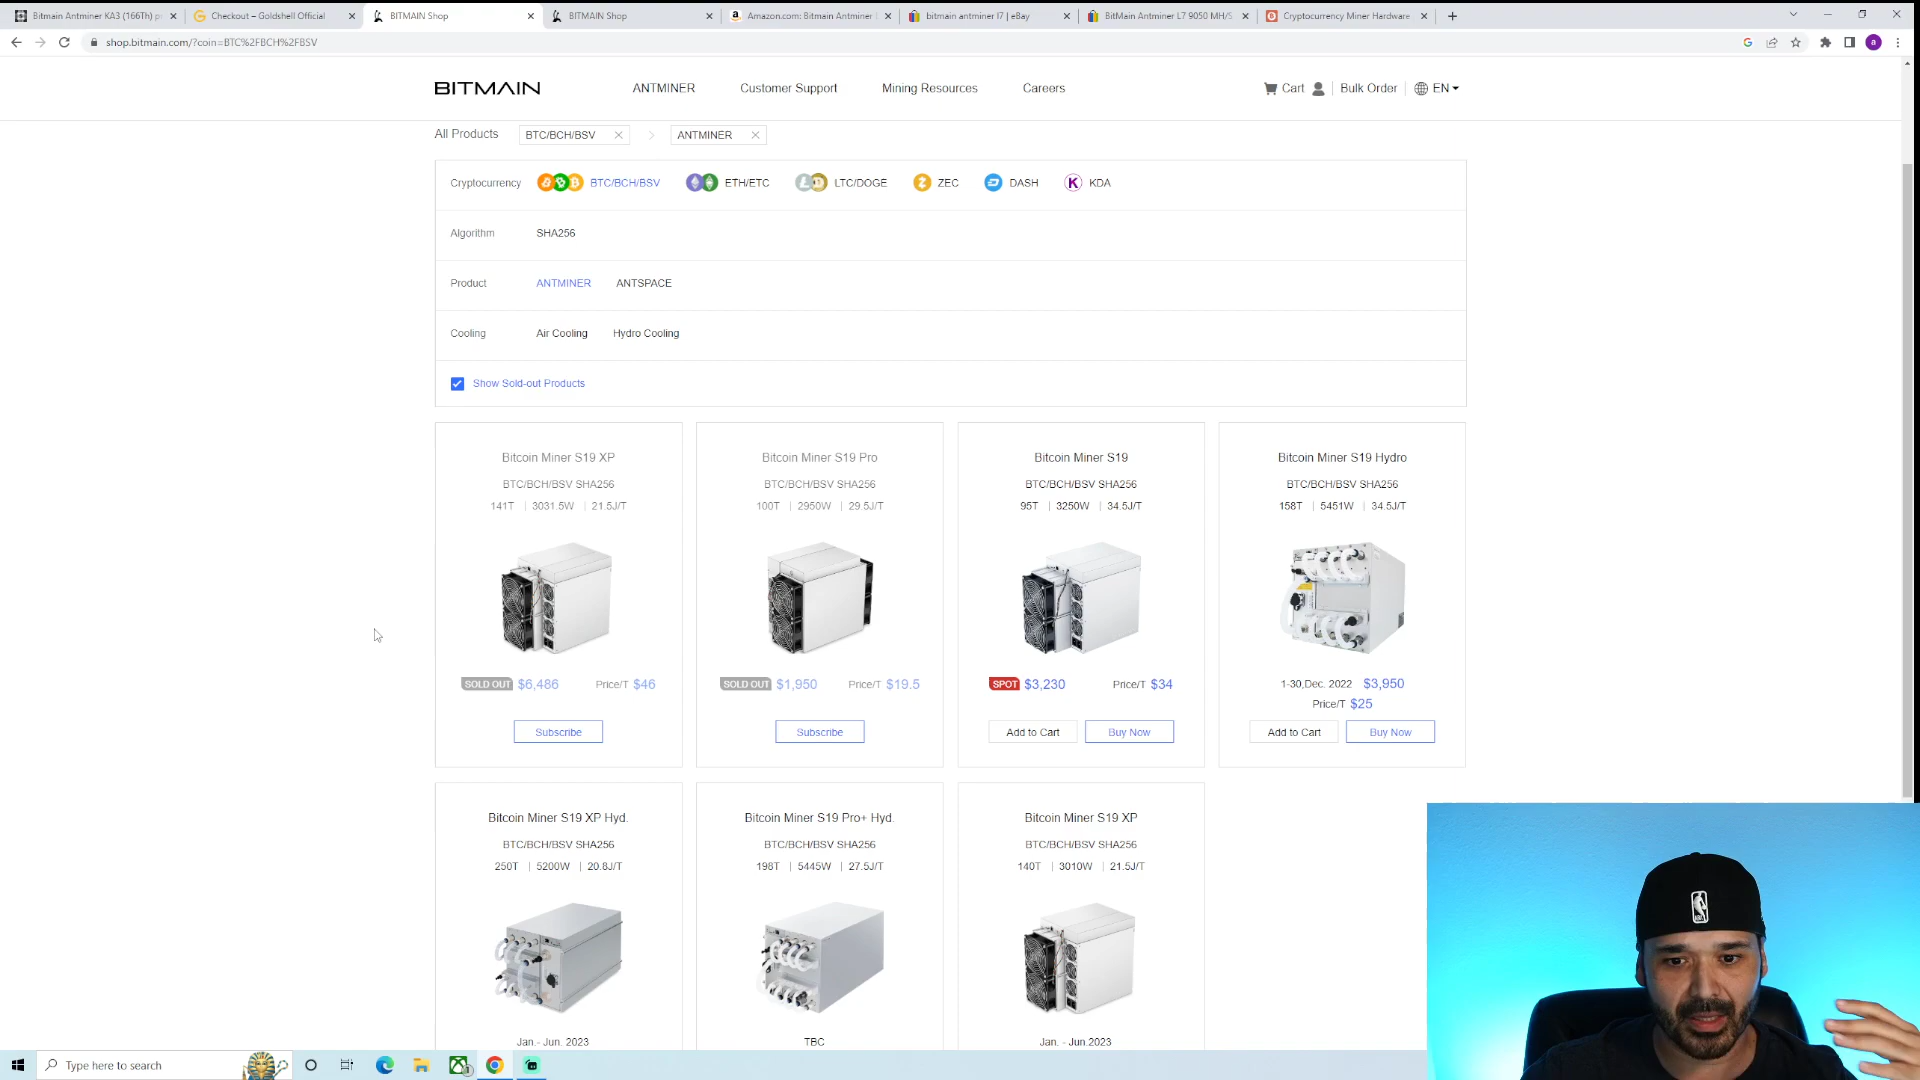 Bitmain Antminer KA3 (166Th) p
Checkout – Goldshell Official
BITMAIN Shop
BITMAIN Shop
Amazon.com: Bitmain Antminer L
bitmain antminer l7 | eBay
BitMain Antminer L7 9050 MH/S
Cryptocurrency Miner Hardware
shop.bitmain.com/?coin=BTC%2FBCH%2FBSV
BITMAIN
ANTMINER
Customer Support
Mining Resources
Careers
Cart
Bulk Order
EN
All Products
BTC/BCH/BSV
ANTMINER
Cryptocurrency
BTC/BCH/BSV
ETH/ETC
LTC/DOGE
ZEC
DASH
KDA
Algorithm
SHA256
Product
ANTMINER
ANTSPACE
Cooling
Air Cooling
Hydro Cooling
Show Sold-out Products
Bitcoin Miner S19 XP
BTC/BCH/BSV SHA256
141T | 3031.5W | 21.5J/T
SOLD OUT $6,486 Price/T $46
Subscribe
Bitcoin Miner S19 Pro
BTC/BCH/BSV SHA256
100T | 2950W | 29.5J/T
SOLD OUT $1,950 Price/T $19.5
Subscribe
Bitcoin Miner S19
BTC/BCH/BSV SHA256
95T | 3250W | 34.5J/T
SPOT $3,230 Price/T $34
Add to Cart
Buy Now
Bitcoin Miner S19 Hydro
BTC/BCH/BSV SHA256
158T | 5451W | 34.5J/T
1-30,Dec. 2022 $3,950
Price/T $25
Add to Cart
Buy Now
Bitcoin Miner S19 XP Hyd.
BTC/BCH/BSV SHA256
250T | 5200W | 20.8J/T
Jan.- Jun. 2023
Bitcoin Miner S19 Pro+ Hyd.
BTC/BCH/BSV SHA256
198T | 5445W | 27.5J/T
TBC
Bitcoin Miner S19 XP
BTC/BCH/BSV SHA256
140T | 3010W | 21.5J/T
Jan. - Jun.2023
Type here to search